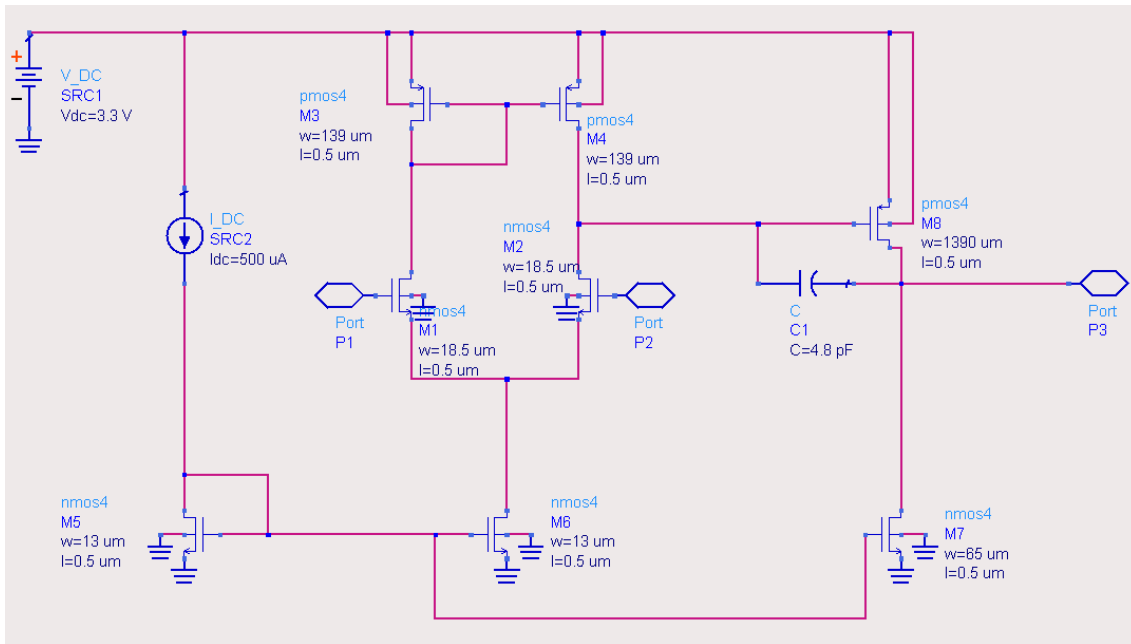 +
−
V_DC
SRC1
Vdc=3.3 V
I_DC
SRC2
Idc=500 uA
pmos4
M3
w=139 um
l=0.5 um
pmos4
M4
w=139 um
l=0.5 um
pmos4
M8
w=1390 um
l=0.5 um
nmos4
M2
w=18.5 um
l=0.5 um
Port
P1
nmos4
M1
w=18.5 um
l=0.5 um
Port
P2
C
C1
C=4.8 pF
Port
P3
nmos4
M5
w=13 um
l=0.5 um
nmos4
M6
w=13 um
l=0.5 um
nmos4
M7
w=65 um
l=0.5 um